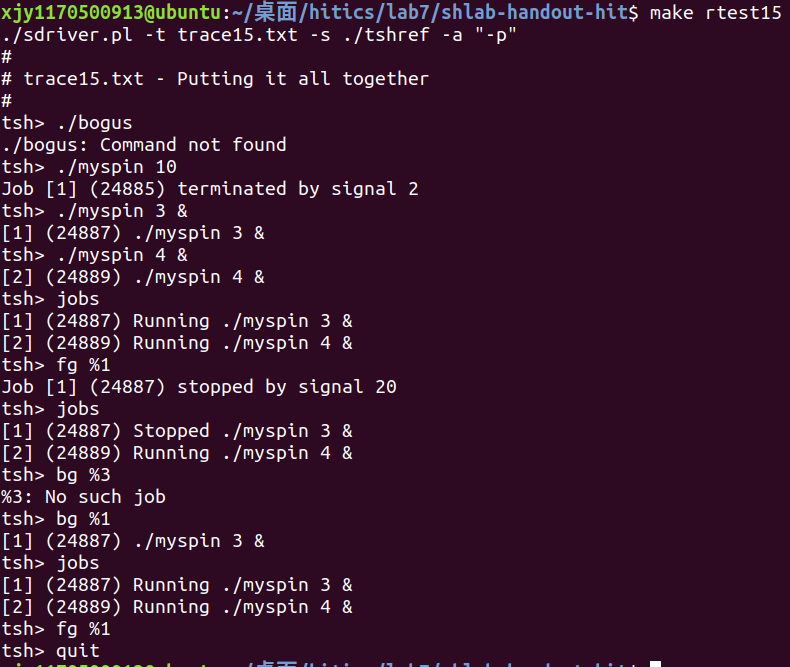 xjy1170500913@ubuntu:~/桌面/hitics/lab7/shlab-handout-hit$ make rtest15
./sdriver.pl -t trace15.txt -s ./tshref -a "-p"
#
# trace15.txt - Putting it all together
#
tsh> ./bogus
./bogus: Command not found
tsh> ./myspin 10
Job [1] (24885) terminated by signal 2
tsh> ./myspin 3 &
[1] (24887) ./myspin 3 &
tsh> ./myspin 4 &
[2] (24889) ./myspin 4 &
tsh> jobs
[1] (24887) Running ./myspin 3 &
[2] (24889) Running ./myspin 4 &
tsh> fg %1
Job [1] (24887) stopped by signal 20
tsh> jobs
[1] (24887) Stopped ./myspin 3 &
[2] (24889) Running ./myspin 4 &
tsh> bg %3
%3: No such job
tsh> bg %1
[1] (24887) ./myspin 3 &
tsh> jobs
[1] (24887) Running ./myspin 3 &
[2] (24889) Running ./myspin 4 &
tsh> fg %1
tsh> quit